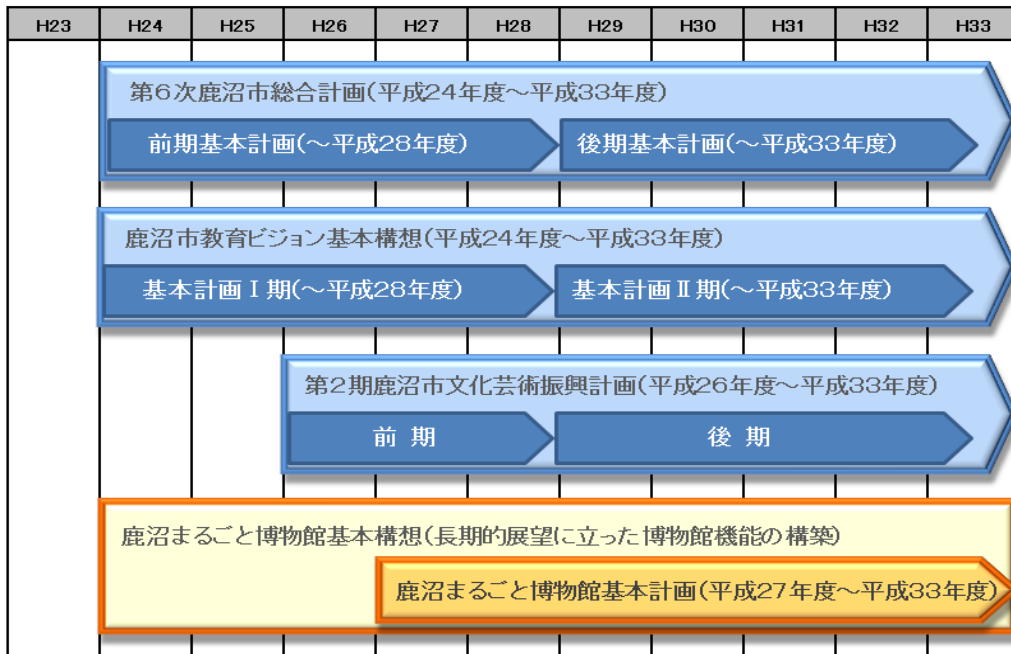 H23 H24 H25 H26 H27 H28 H29 H30 H31 H32 H33
第6次鹿沼市総合計画(平成24年度～平成33年度)
前期基本計画(～平成28年度) 後期基本計画(～平成33年度)
鹿沼市教育ビジョン基本構想(平成24年度～平成33年度)
基本計画Ⅰ期(～平成28年度) 基本計画Ⅱ期(～平成33年度)
第2期鹿沼市文化芸術振興計画(平成26年度～平成33年度)
前 期 後 期
鹿沼まるごと博物館基本構想(長期的展望に立った博物館機能の構築)
鹿沼まるごと博物館基本計画(平成27年度～平成33年度)